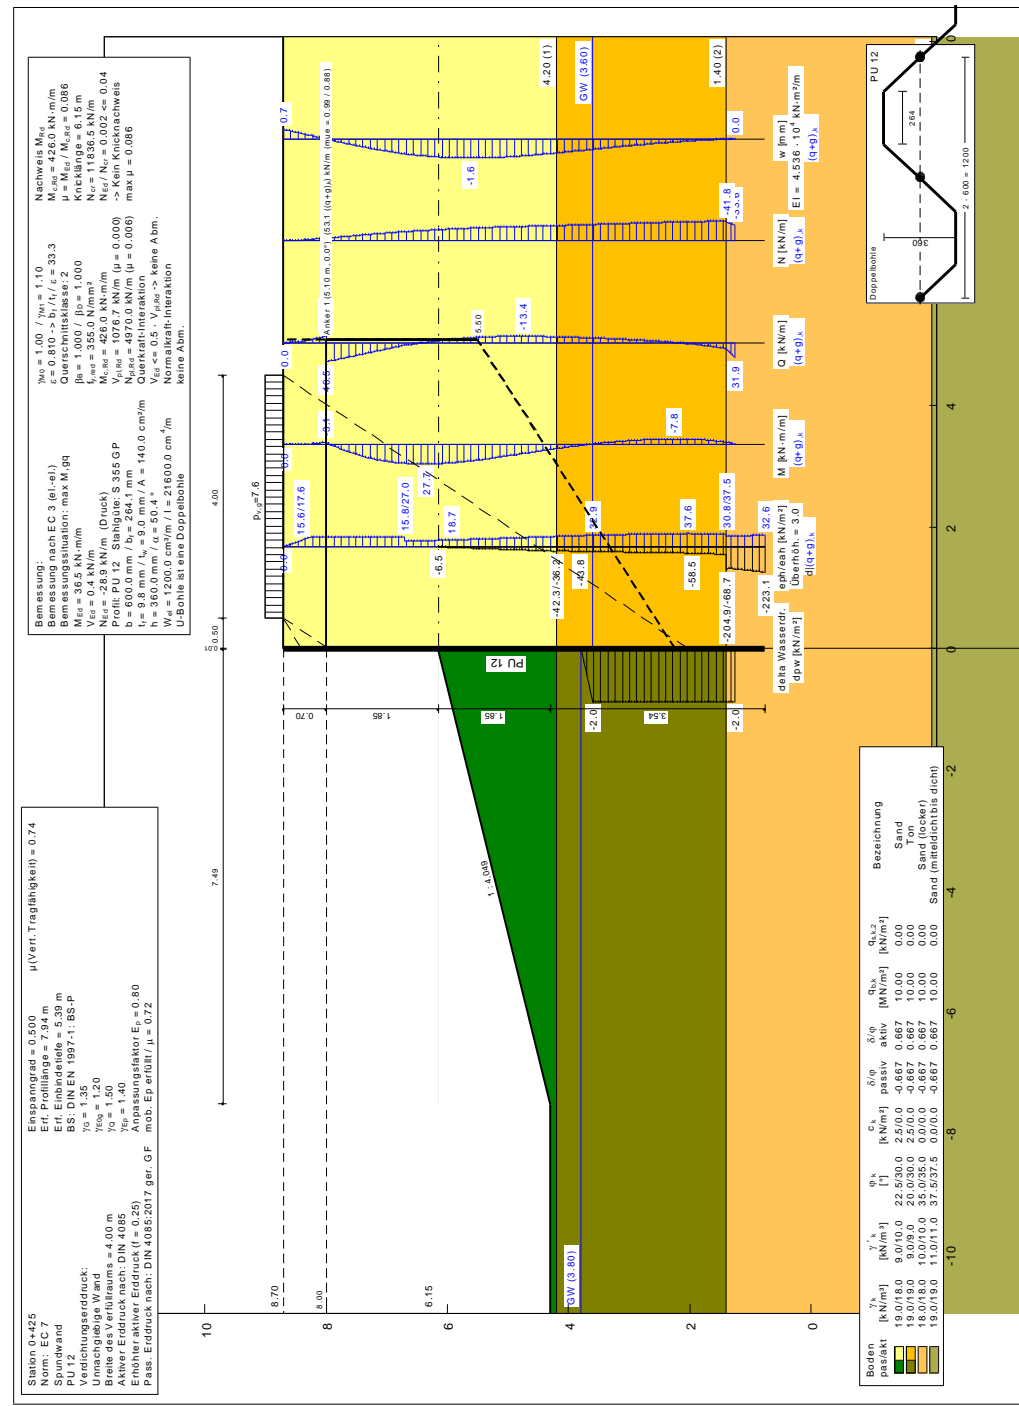 Station 0+425
Norm: EC 7
Spundwand
PU 12
Verdichtungserddruck:
Unnachgiebige Wand
Breite des Verfüllraums = 4.00 m
Aktiver Erddruck nach: DIN 4085
Erhöhter aktiver Erddruck (f = 0.25)
Pass. Erddruck nach: DIN 4085:2017 ger. GF
Einspanngrad = 0.500
Erf. Profillänge = 7.94 m
Erf. Einbindetiefe = 5.39 m
BS: DIN EN 1997-1: BS-P
γG = 1.35
γE0g = 1.20
γQ = 1.50
γEp = 1.40
Anpassungsfaktor Ep = 0.80
mob. Ep erfüllt / µ = 0.72
µ(Vert. Tragfähigkeit) = 0.74
Bemessung:
Bemessung nach EC 3 (el.-el.)
Bemessungssituation: max M,gq
MEd = 36.5 kN·m/m
VEd = 0.4 kN/m
NEd = -28.9 kN/m (Druck)
Profil: PU 12 Stahlgüte: S 355 GP
b = 600.0 mm / bf = 264.1 mm
tf = 9.8 mm / tw = 9.0 mm / A = 140.0 cm²/m
h = 360.0 mm / α = 50.4 °
Wel = 1200.0 cm³/m / I = 21600.0 cm⁴/m
U-Bohle ist eine Doppelbohle
γM0 = 1.00 / γM1 = 1.10
ε = 0.810 -> bf / tf / ε = 33.3
Querschnittsklasse: 2
βB = 1.000 / βD = 1.000
fy,red = 355.0 N/mm²
Mc,Rd = 426.0 kN·m/m
Vpl,Rd = 1076.7 kN/m (µ = 0.000)
Npl,Rd = 4970.0 kN/m (µ = 0.006)
Querkraft-Interaktion
VEd <= 0.5 · Vpl,Rd -> keine Abm.
Normalkraft-Interaktion
keine Abm.
Nachweis MRd
Mc,Rd = 426.0 kN·m/m
µ = MEd / Mc,Rd = 0.086
Knicklänge = 6.15 m
Ncr = 11836.5 kN/m
NEd / Ncr = 0.002 <= 0.04
-> Kein Knicknachweis
max µ = 0.086
7.49
0.01
0.50
4.00
pv,g=7.6
8.70
8.00
6.15
10
8
6
4
2
0
GW (3.80)
1 : 4.049
0.70
1.85
1.85
3.54
PU 12
-2.0
-2.0
delta Wasserdr.
dpw [kN/m²]
0.0
15.6/17.6
15.8/27.0
18.7
-6.5
-42.3/-36.2
-43.8
32.9
37.6
-58.5
30.8/37.5
-204.9/-68.7
32.6
-223.1
eph/eah [kN/m²]
Überhöh. = 3.0
d|(q+g),k
0.0
-3.1
27.7
-7.8
M [kN·m/m]
(q+g),k
0.0
5.50
-13.4
31.9
Q [kN/m]
(q+g),k
Anker 1 (5.10 m, 0.0°) (53.1 ((q+g),k) kN/m (mue = 0.99 / 0.88)
-41.8
N [kN/m]
(q+g),k
0.7
-1.6
0.0
w [mm]
EI = 4.536 · 10⁴ kN·m²/m
(q+g),k
4.20 (1)
GW (3.60)
1.40 (2)
-10
-8
-6
-4
-2
0
2
4
Doppelbohle
PU 12
264
360
2 · 600 = 1200
Boden
pas/akt
γk
[kN/m³]
γ'k
[kN/m³]
φk
[°]
ck
[kN/m²]
δ/φ
passiv
δ/φ
aktiv
qb,k
[MN/m²]
qs,k,2
[kN/m²]
Bezeichnung
19.0/18.0 9.0/10.0 22.5/30.0 2.5/0.0 -0.667 0.667 10.00 0.00 Sand
19.0/19.0 9.0/9.0 20.0/30.0 2.5/0.0 -0.667 0.667 10.00 0.00 Ton
18.0/18.0 10.0/10.0 35.0/35.0 0.0/0.0 -0.667 0.667 10.00 0.00 Sand (locker)
19.0/19.0 11.0/11.0 37.5/37.5 0.0/0.0 -0.667 0.667 10.00 0.00 Sand (mitteldicht bis dicht)